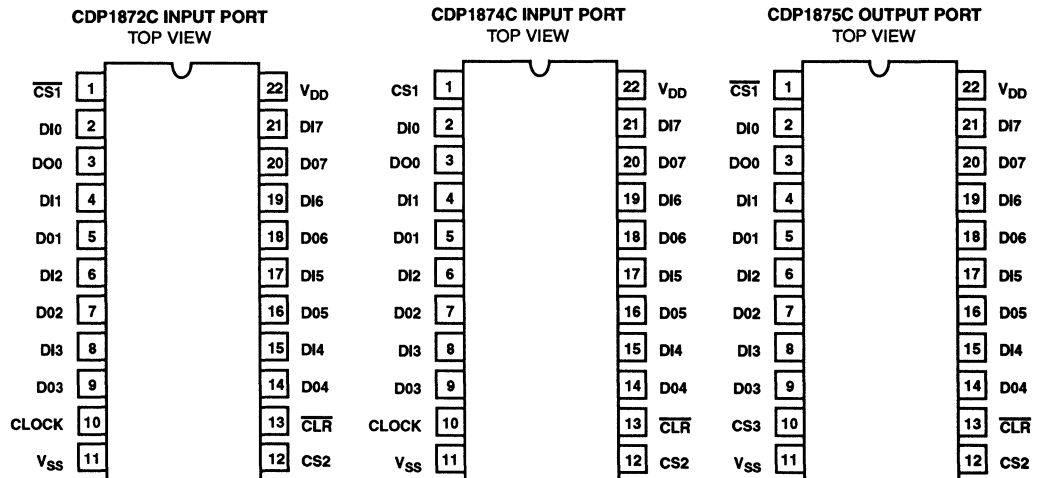 CDP1872C INPUT PORT
TOP VIEW
CS1 1 22 VDD
DI0 2 21 DI7
DO0 3 20 D07
DI1 4 19 DI6
D01 5 18 D06
DI2 6 17 DI5
D02 7 16 D05
DI3 8 15 DI4
D03 9 14 D04
CLOCK 10 13 CLR
VSS 11 12 CS2
CDP1874C INPUT PORT
TOP VIEW
CS1 1 22 VDD
DI0 2 21 DI7
DO0 3 20 D07
DI1 4 19 DI6
D01 5 18 D06
DI2 6 17 DI5
D02 7 16 D05
DI3 8 15 DI4
D03 9 14 D04
CLOCK 10 13 CLR
VSS 11 12 CS2
CDP1875C OUTPUT PORT
TOP VIEW
CS1 1 22 VDD
DI0 2 21 DI7
DO0 3 20 D07
DI1 4 19 DI6
D01 5 18 D06
DI2 6 17 DI5
D02 7 16 D05
DI3 8 15 DI4
D03 9 14 D04
CS3 10 13 CLR
VSS 11 12 CS2